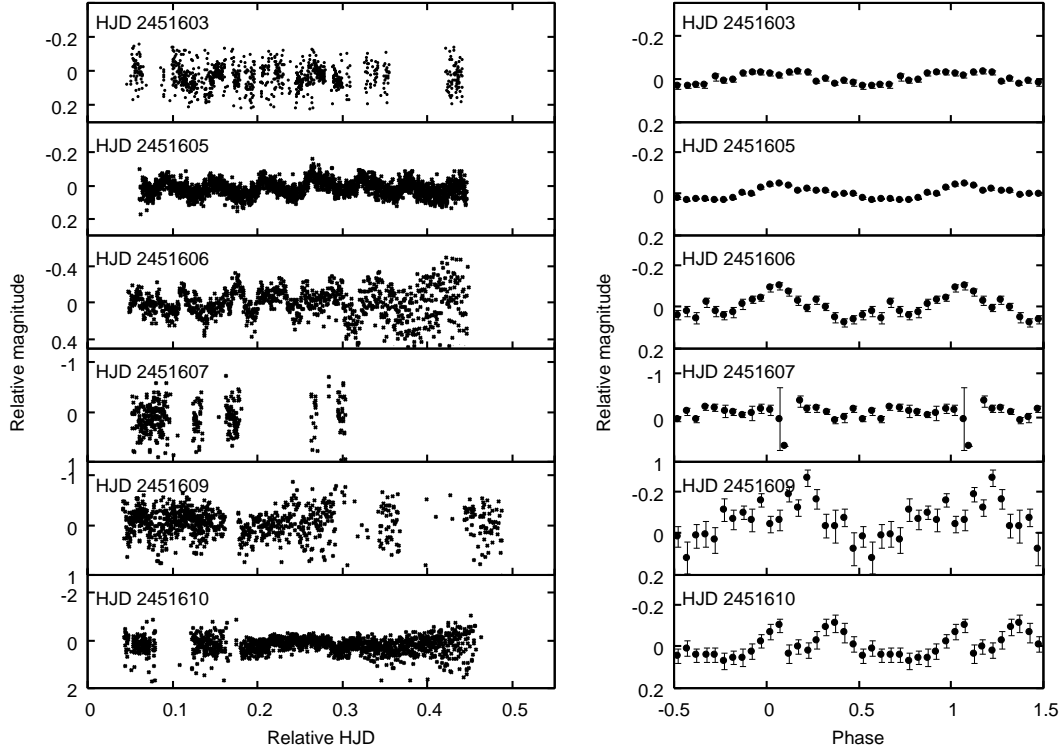 HJD 2451603
-0.2
0
0.2
HJD 2451605
-0.2
0
0.2
HJD 2451606
-0.4
0
0.4
HJD 2451607
-1
0
1
HJD 2451609
-1
0
1
HJD 2451610
-2
0
2
0 0.1 0.2 0.3 0.4 0.5
Relative HJD
Relative magnitude
HJD 2451603
-0.2
0
0.2
HJD 2451605
-0.2
0
0.2
HJD 2451606
-0.2
0
0.2
HJD 2451607
-1
0
1
HJD 2451609
-0.2
0
0.2
HJD 2451610
-0.2
0
0.2
-0.5 0 0.5 1 1.5
Phase
Relative magnitude